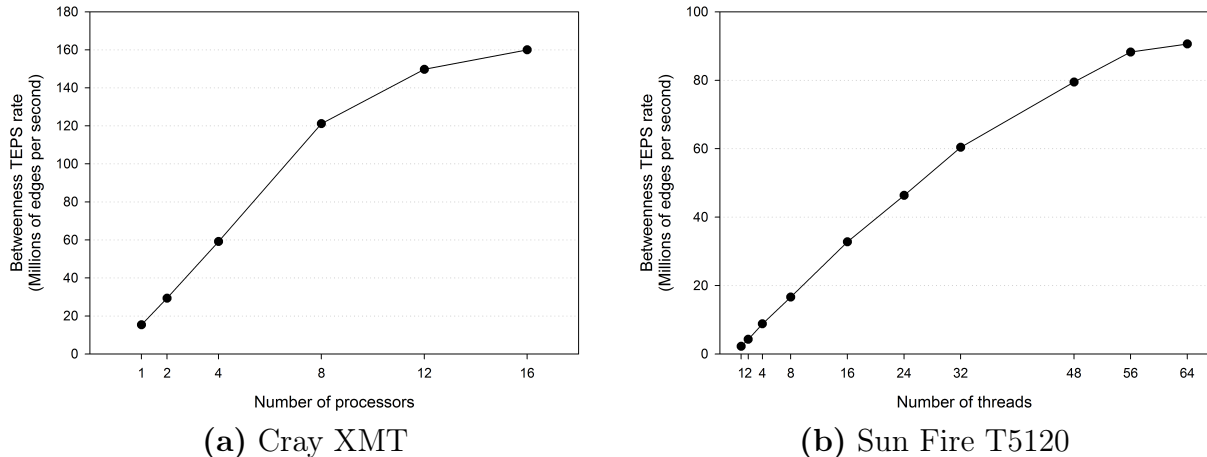 180
160
140
120
100
80
60
40
20
0
Betweenness TEPS rate
(Millions of edges per second)
1 2 4 8 12 16
Number of processors
(a) Cray XMT
100
80
60
40
20
0
Betweenness TEPS rate
(Millions of edges per second)
1 2 4 8 16 24 32 48 56 64
Number of threads
(b) Sun Fire T5120